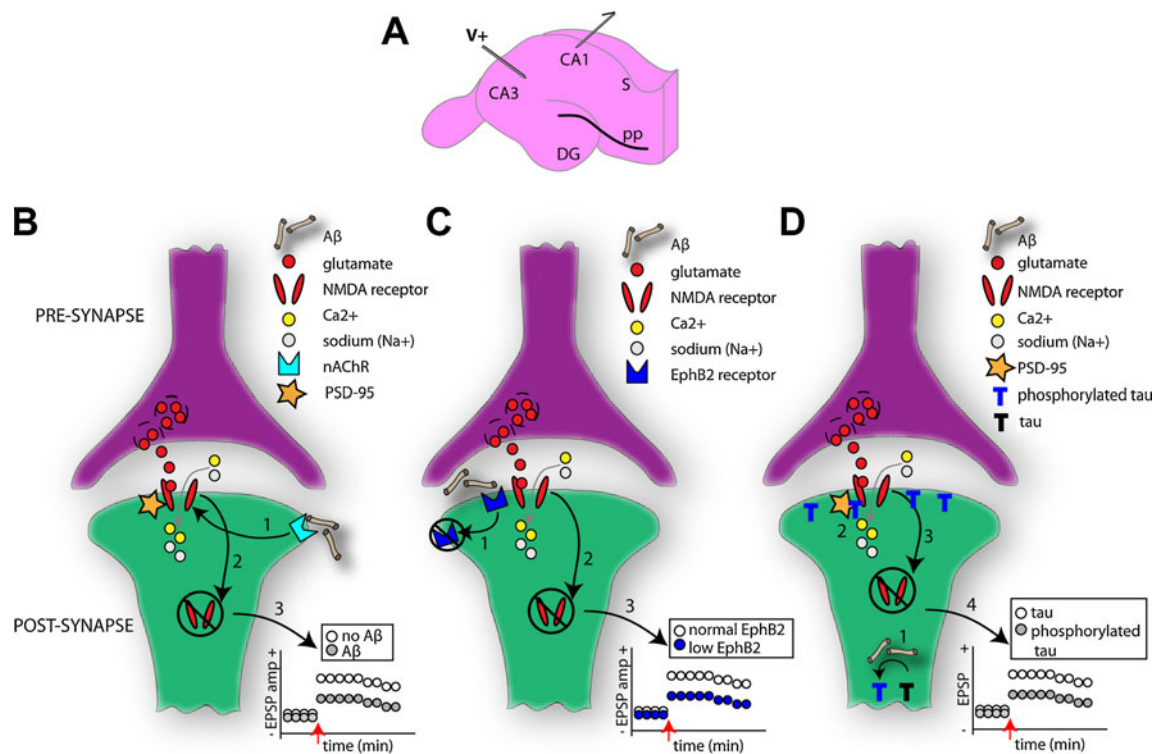 A
V+
CA1
CA3
S
pp
DG
B
Aβ
glutamate
NMDA receptor
Ca2+
sodium (Na+)
nAChR
PSD-95
PRE-SYNAPSE
POST-SYNAPSE
1
2
3
no Aβ
Aβ
- EPSP amp +
time (min)
C
Aβ
glutamate
NMDA receptor
Ca2+
sodium (Na+)
EphB2 receptor
1
2
3
normal EphB2
low EphB2
- EPSP amp +
time (min)
D
Aβ
glutamate
NMDA receptor
Ca2+
sodium (Na+)
PSD-95
phosphorylated tau
tau
2
3
1
4
tau
phosphorylated
tau
- EPSP +
time (min)